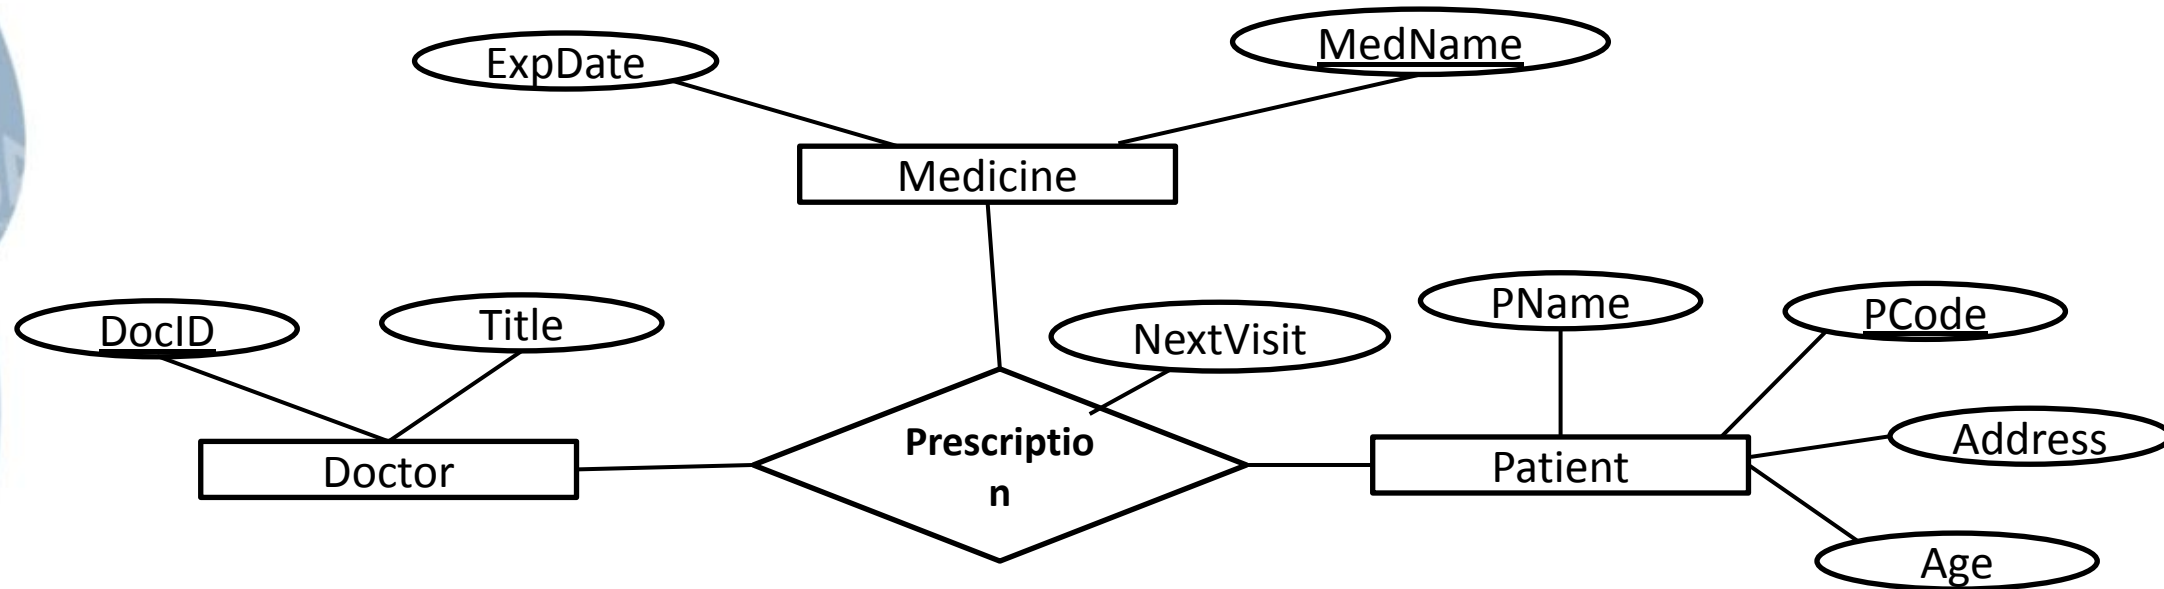 MedName
ExpDate
Medicine
PName
PCode
DocID
Title
NextVisit
Address
Prescriptio
n
Doctor
Patient
Age